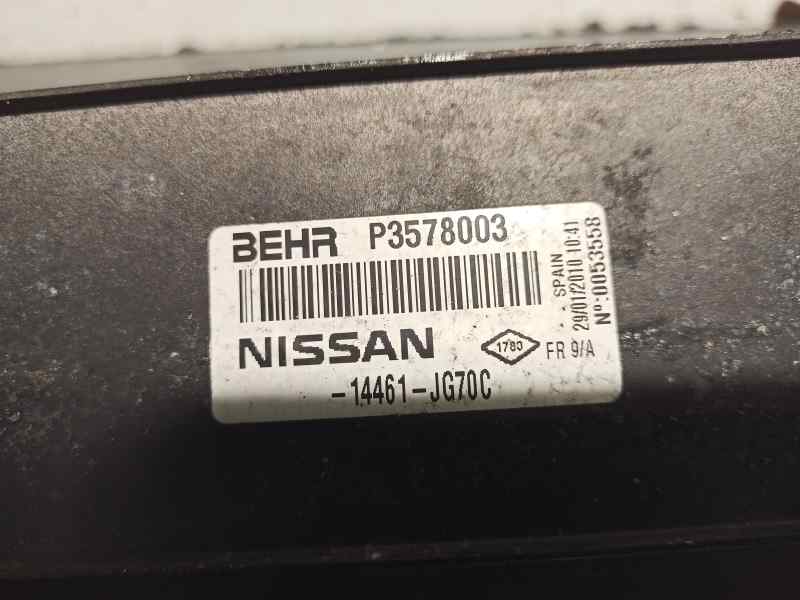 BEHR P3578003
NISSAN
1780
FR 9/A
-14461-JG70C
. . SPAIN
29/01/2010 10:41
Nº:0053558